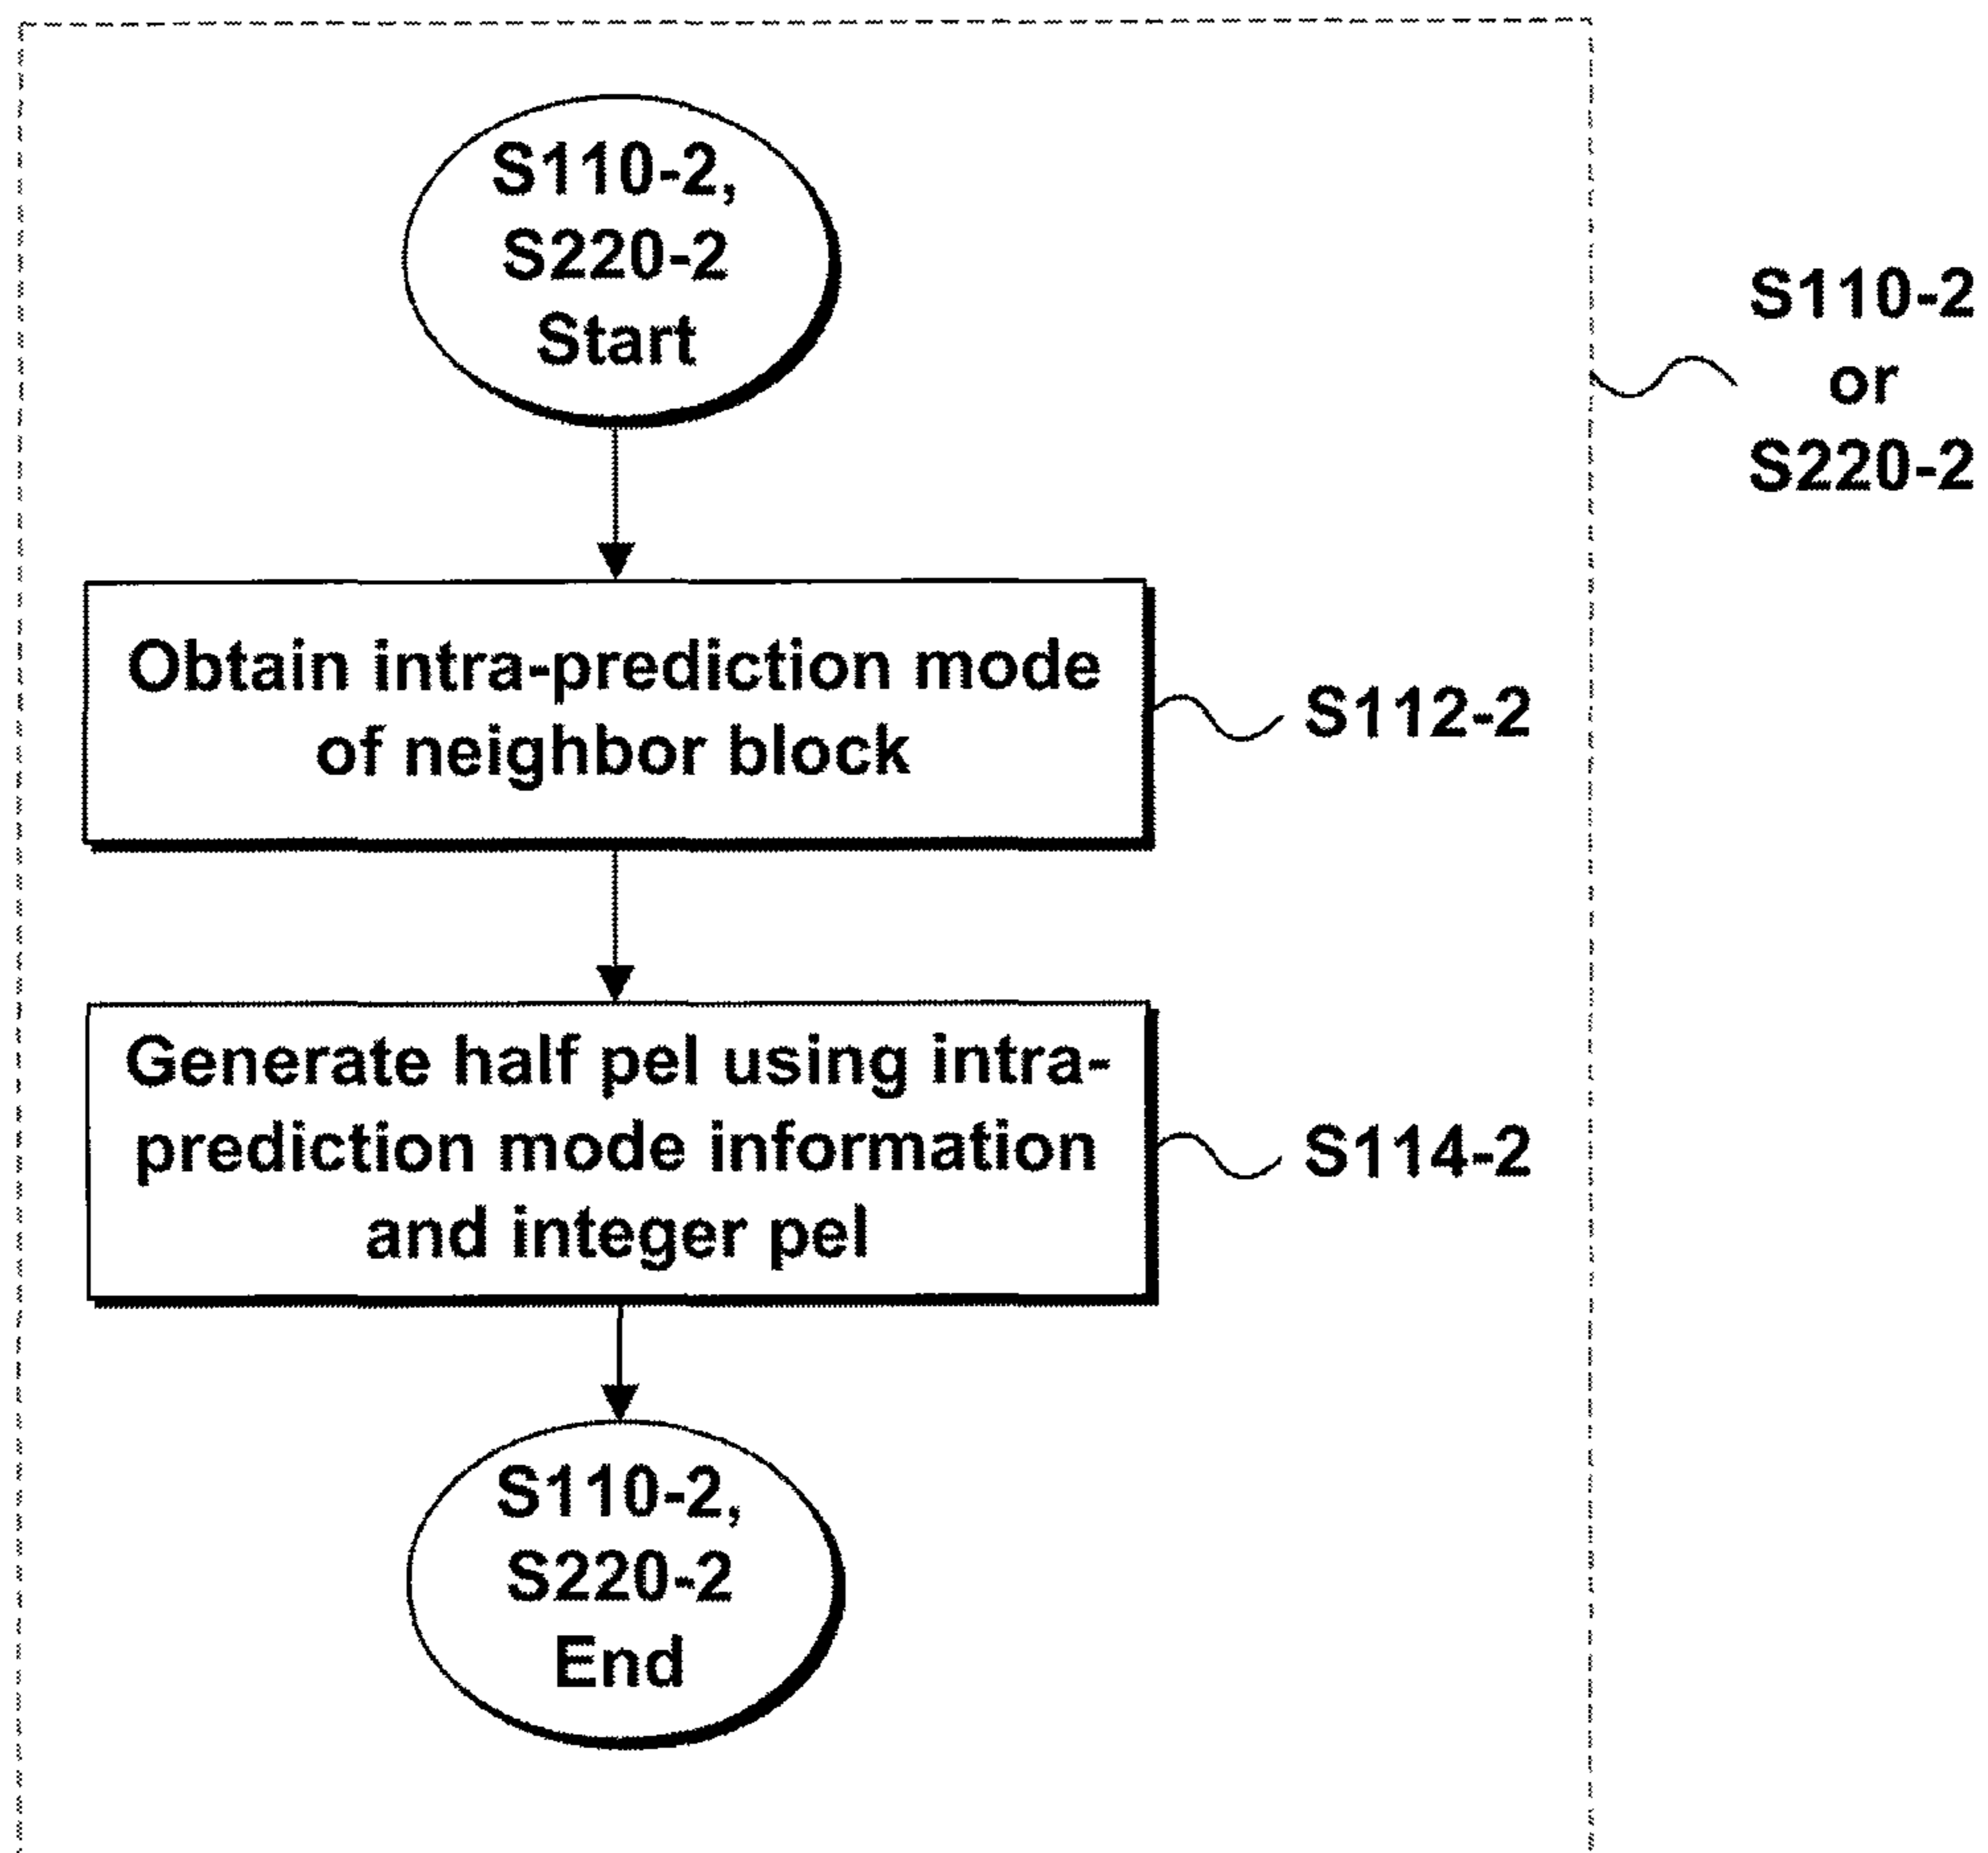 S110-2,
S220-2
Start
S110-2
or
S220-2
Obtain intra-prediction mode
of neighbor block
S112-2
Generate half pel using intra-
prediction mode information
and integer pel
S114-2
S110-2,
S220-2
End